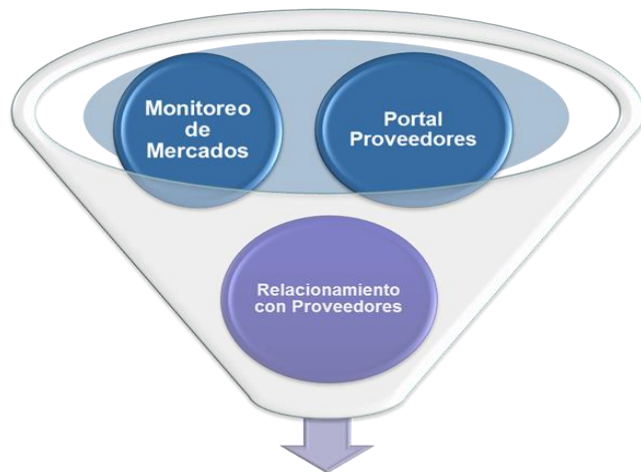 Monitoreo
de
Mercados
Portal
Proveedores
Relacionamiento
con Proveedores